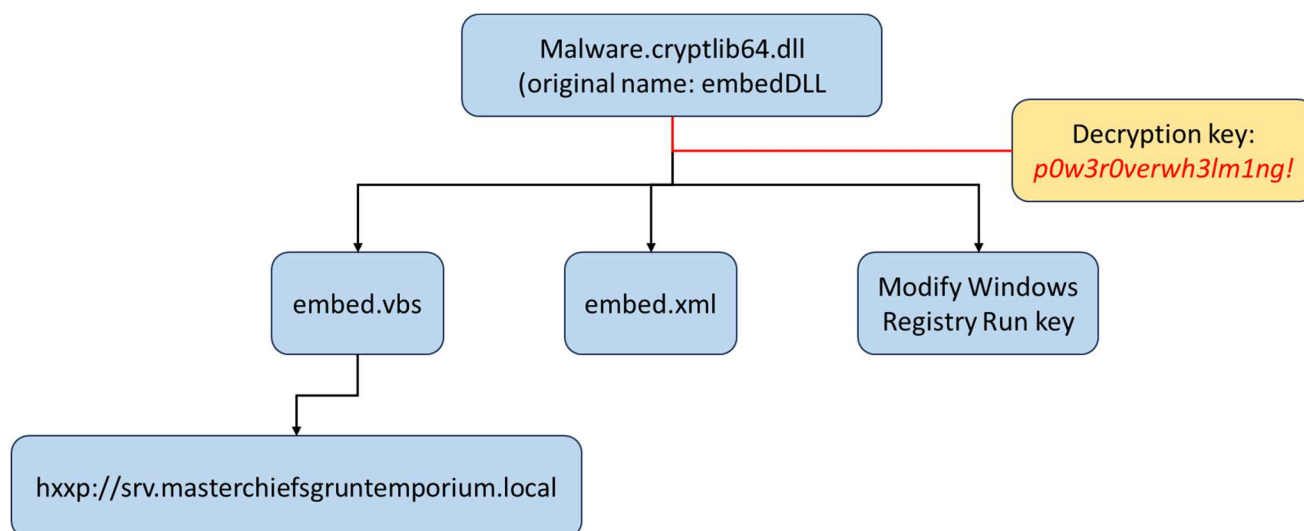 Malware.cryptlib64.dll
(original name: embedDLL
Decryption key:
p0w3r0verwh3lm1ng!
embed.vbs
embed.xml
Modify Windows
Registry Run key
hxxp://srv.masterchiefsgruntemporium.local